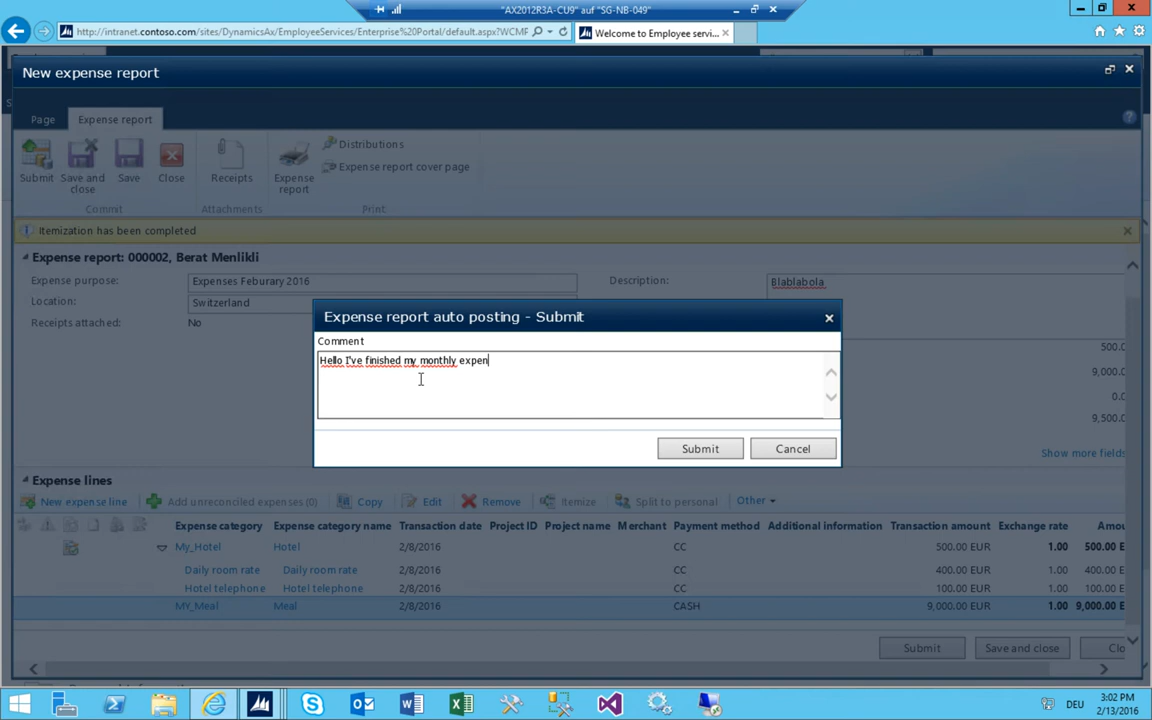 "AX2012R3A-CU9" auf "SG-NB-049"
http://intranet.contoso.com/sites/DynamicsAx/EmployeeServices/Enterprise%20Portal/default.aspx?WCMF
Welcome to Employee servi...
New expense report
Page
Expense report
Submit
Save and close
Save
Close
Receipts
Expense report
Distributions
Expense report cover page
Commit
Attachments
Print
Itemization has been completed
Expense report: 000002, Berat Menlikli
Expense purpose: Expenses Feburary 2016
Description: Blablabola
Location: Switzerland
Receipts attached: No
Expense report auto posting - Submit
Comment
Hello I've finished my monthly expen
Submit
Cancel
500.0
9,000.
0.0
9,500.0
Show more fields
Expense lines
New expense line
Add unreconciled expenses (0)
Copy
Edit
Remove
Itemize
Split to personal
Other
Expense category Expense category name Transaction date Project ID Project name Merchant Payment method Additional information Transaction amount Exchange rate Amou
My_Hotel Hotel 2/8/2016 CC 500.00 EUR 1.00 500.00 E
Daily room rate Daily room rate 2/8/2016 CC 400.00 EUR 1.00 400.00 E
Hotel telephone Hotel telephone 2/8/2016 CC 100.00 EUR 1.00 100.00 E
MY_Meal Meal 2/8/2016 CASH 9,000.00 EUR 1.00 9,000.00 E
Submit
Save and close
Clo
DEU
3:02 PM
2/13/2016